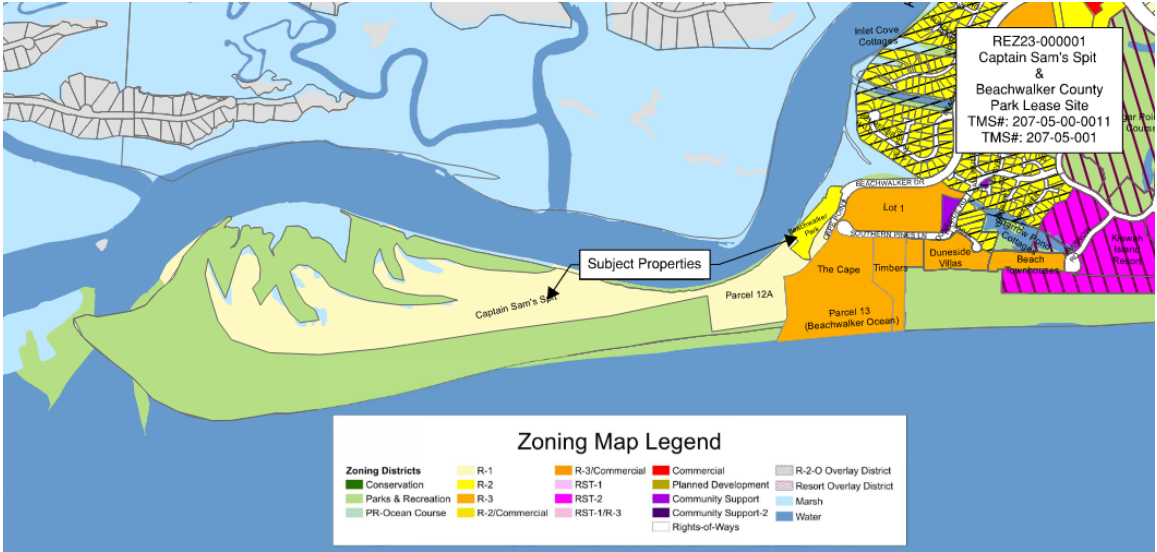 Inlet Cove
Cottages
REZ23-000001
Captain Sam's Spit
&
Beachwalker County
Park Lease Site
TMS#: 207-05-00-0011
TMS#: 207-05-001
Course
BEACHWALKER DR
Lot 1
Beachwalker
Park
SOUTHERN PINES LN
Sparrow Pond
Cottages
Kiawah
Island
Resort
Subject Properties
Duneside
Villas
Beach
Townhouses
The Cape
Timbers
Captain Sam's Spit
Parcel 12A
Parcel 13
(Beachwalker Ocean)
Zoning Map Legend
Zoning Districts
Conservation
Parks & Recreation
PR-Ocean Course
R-1
R-2
R-3
R-2/Commercial
R-3/Commercial
RST-1
RST-2
RST-1/R-3
Commercial
Planned Development
Community Support
Community Support-2
Rights-of-Ways
R-2-O Overlay District
Resort Overlay District
Marsh
Water